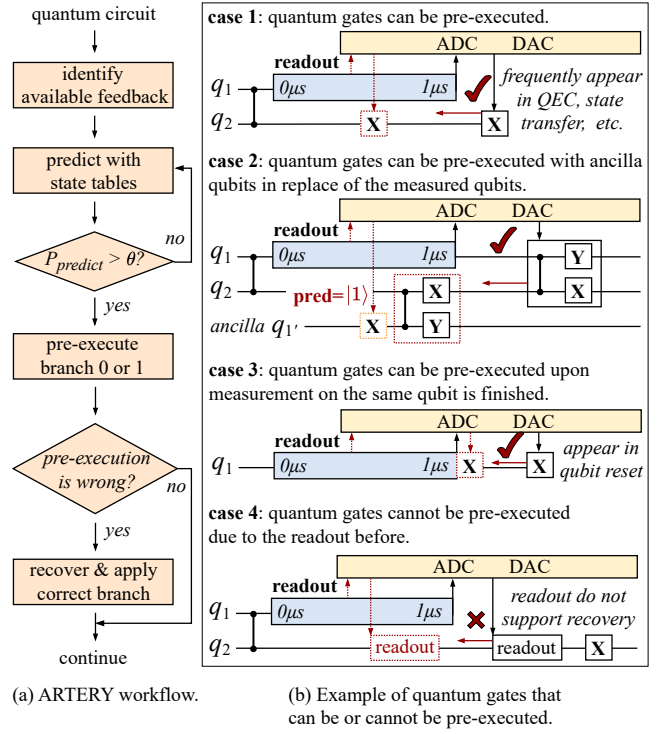 quantum circuit
identify
available feedback
predict with
state tables
P_predict > θ?
no
yes
pre-execute
branch 0 or 1
pre-execution
is wrong?
no
yes
recover & apply
correct branch
continue
(a) ARTERY workflow.
case 1: quantum gates can be pre-executed.
ADC DAC
readout
q1 0μs 1μs
q2 X X
frequently appear
in QEC, state
transfer, etc.
case 2: quantum gates can be pre-executed with ancilla
qubits in replace of the measured qubits.
ADC DAC
readout
q1 0μs 1μs Y
q2 pred=|1⟩ X X
ancilla q1' X Y
case 3: quantum gates can be pre-executed upon
measurement on the same qubit is finished.
ADC DAC
readout
q1 0μs 1μs X X
appear in
qubit reset
case 4: quantum gates cannot be pre-executed
due to the readout before.
ADC DAC
readout
q1 0μs 1μs
readout do not
support recovery
q2 readout readout X
(b) Example of quantum gates that
can be or cannot be pre-executed.